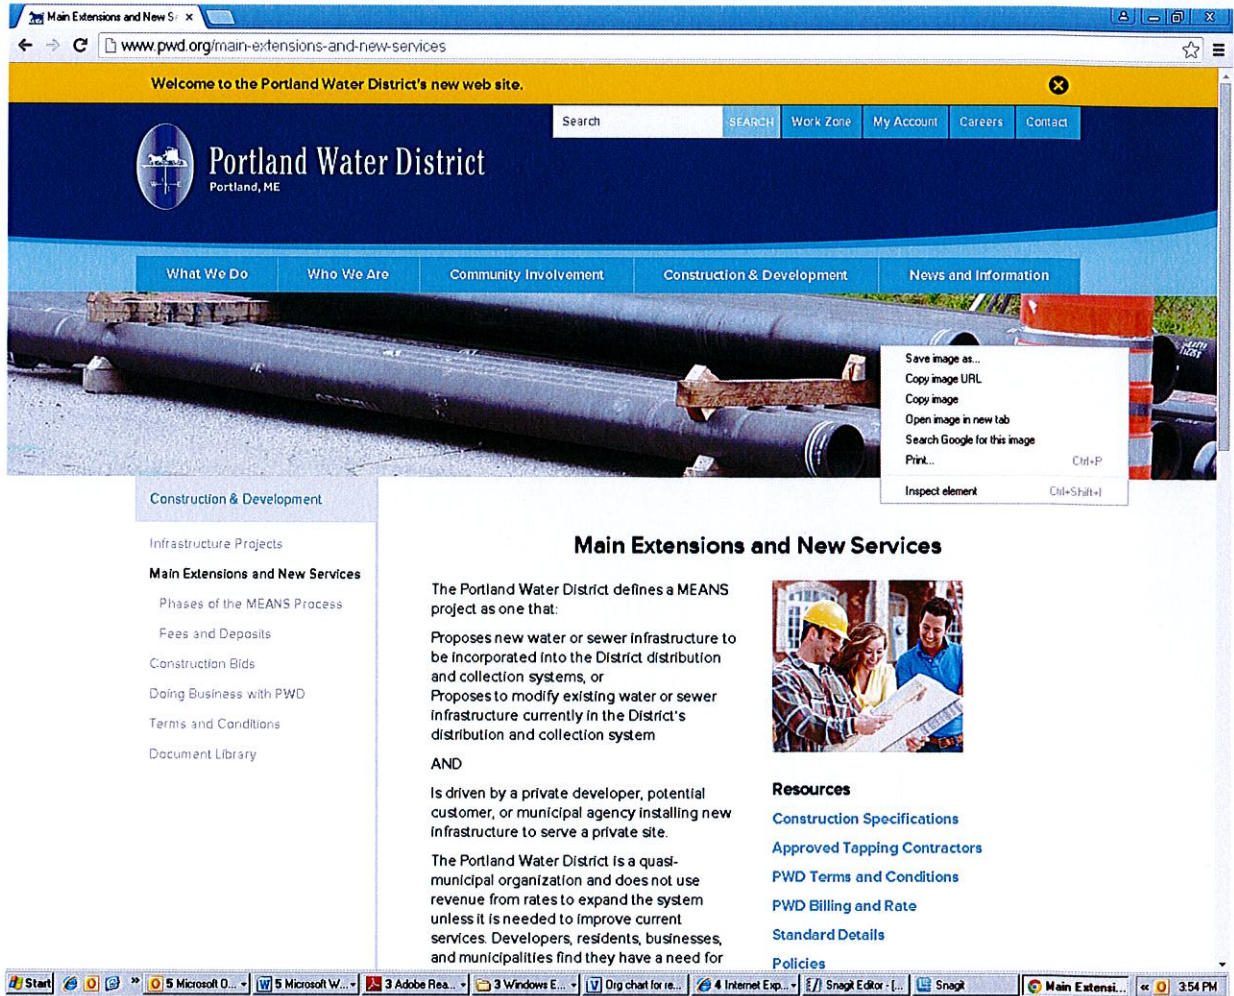 Main Extensions and New S
www.pwd.org/main-extensions-and-new-services
Welcome to the Portland Water District's new web site.
Search
SEARCH
Work Zone
My Account
Careers
Contact
Portland Water District
Portland, ME
What We Do
Who We Are
Community Involvement
Construction & Development
News and Information
Save image as...
Copy image URL
Copy image
Open image in new tab
Search Google for this image
Print... Ctrl+P
Inspect element Ctrl+Shift+I
Construction & Development
Infrastructure Projects
Main Extensions and New Services
Phases of the MEANS Process
Fees and Deposits
Construction Bids
Doing Business with PWD
Terms and Conditions
Document Library
Main Extensions and New Services
The Portland Water District defines a MEANS
project as one that:
Proposes new water or sewer infrastructure to
be incorporated into the District distribution
and collection systems, or
Proposes to modify existing water or sewer
infrastructure currently in the District's
distribution and collection system
AND
Is driven by a private developer, potential
customer, or municipal agency installing new
infrastructure to serve a private site.
The Portland Water District is a quasi-
municipal organization and does not use
revenue from rates to expand the system
unless it is needed to improve current
services. Developers, residents, businesses,
and municipalities find they have a need for
Resources
Construction Specifications
Approved Tapping Contractors
PWD Terms and Conditions
PWD Billing and Rate
Standard Details
Policies
Start
5 Microsoft O...
5 Microsoft W...
3 Adobe Rea...
3 Windows E...
Org chart for re...
4 Internet Exp...
SnagIt Editor - [...
SnagIt
Main Extensi...
3:54 PM